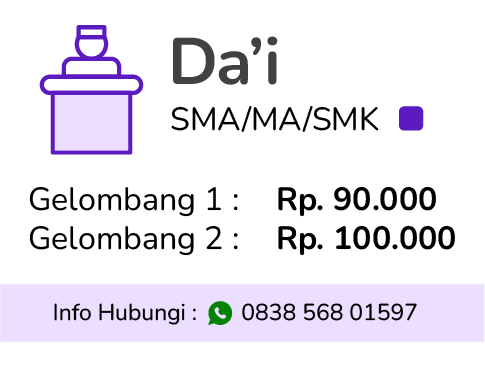 Da'i
SMA/MA/SMK
Gelombang 1 : Rp. 90.000
Gelombang 2 : Rp. 100.000
Info Hubungi : 0838 568 01597